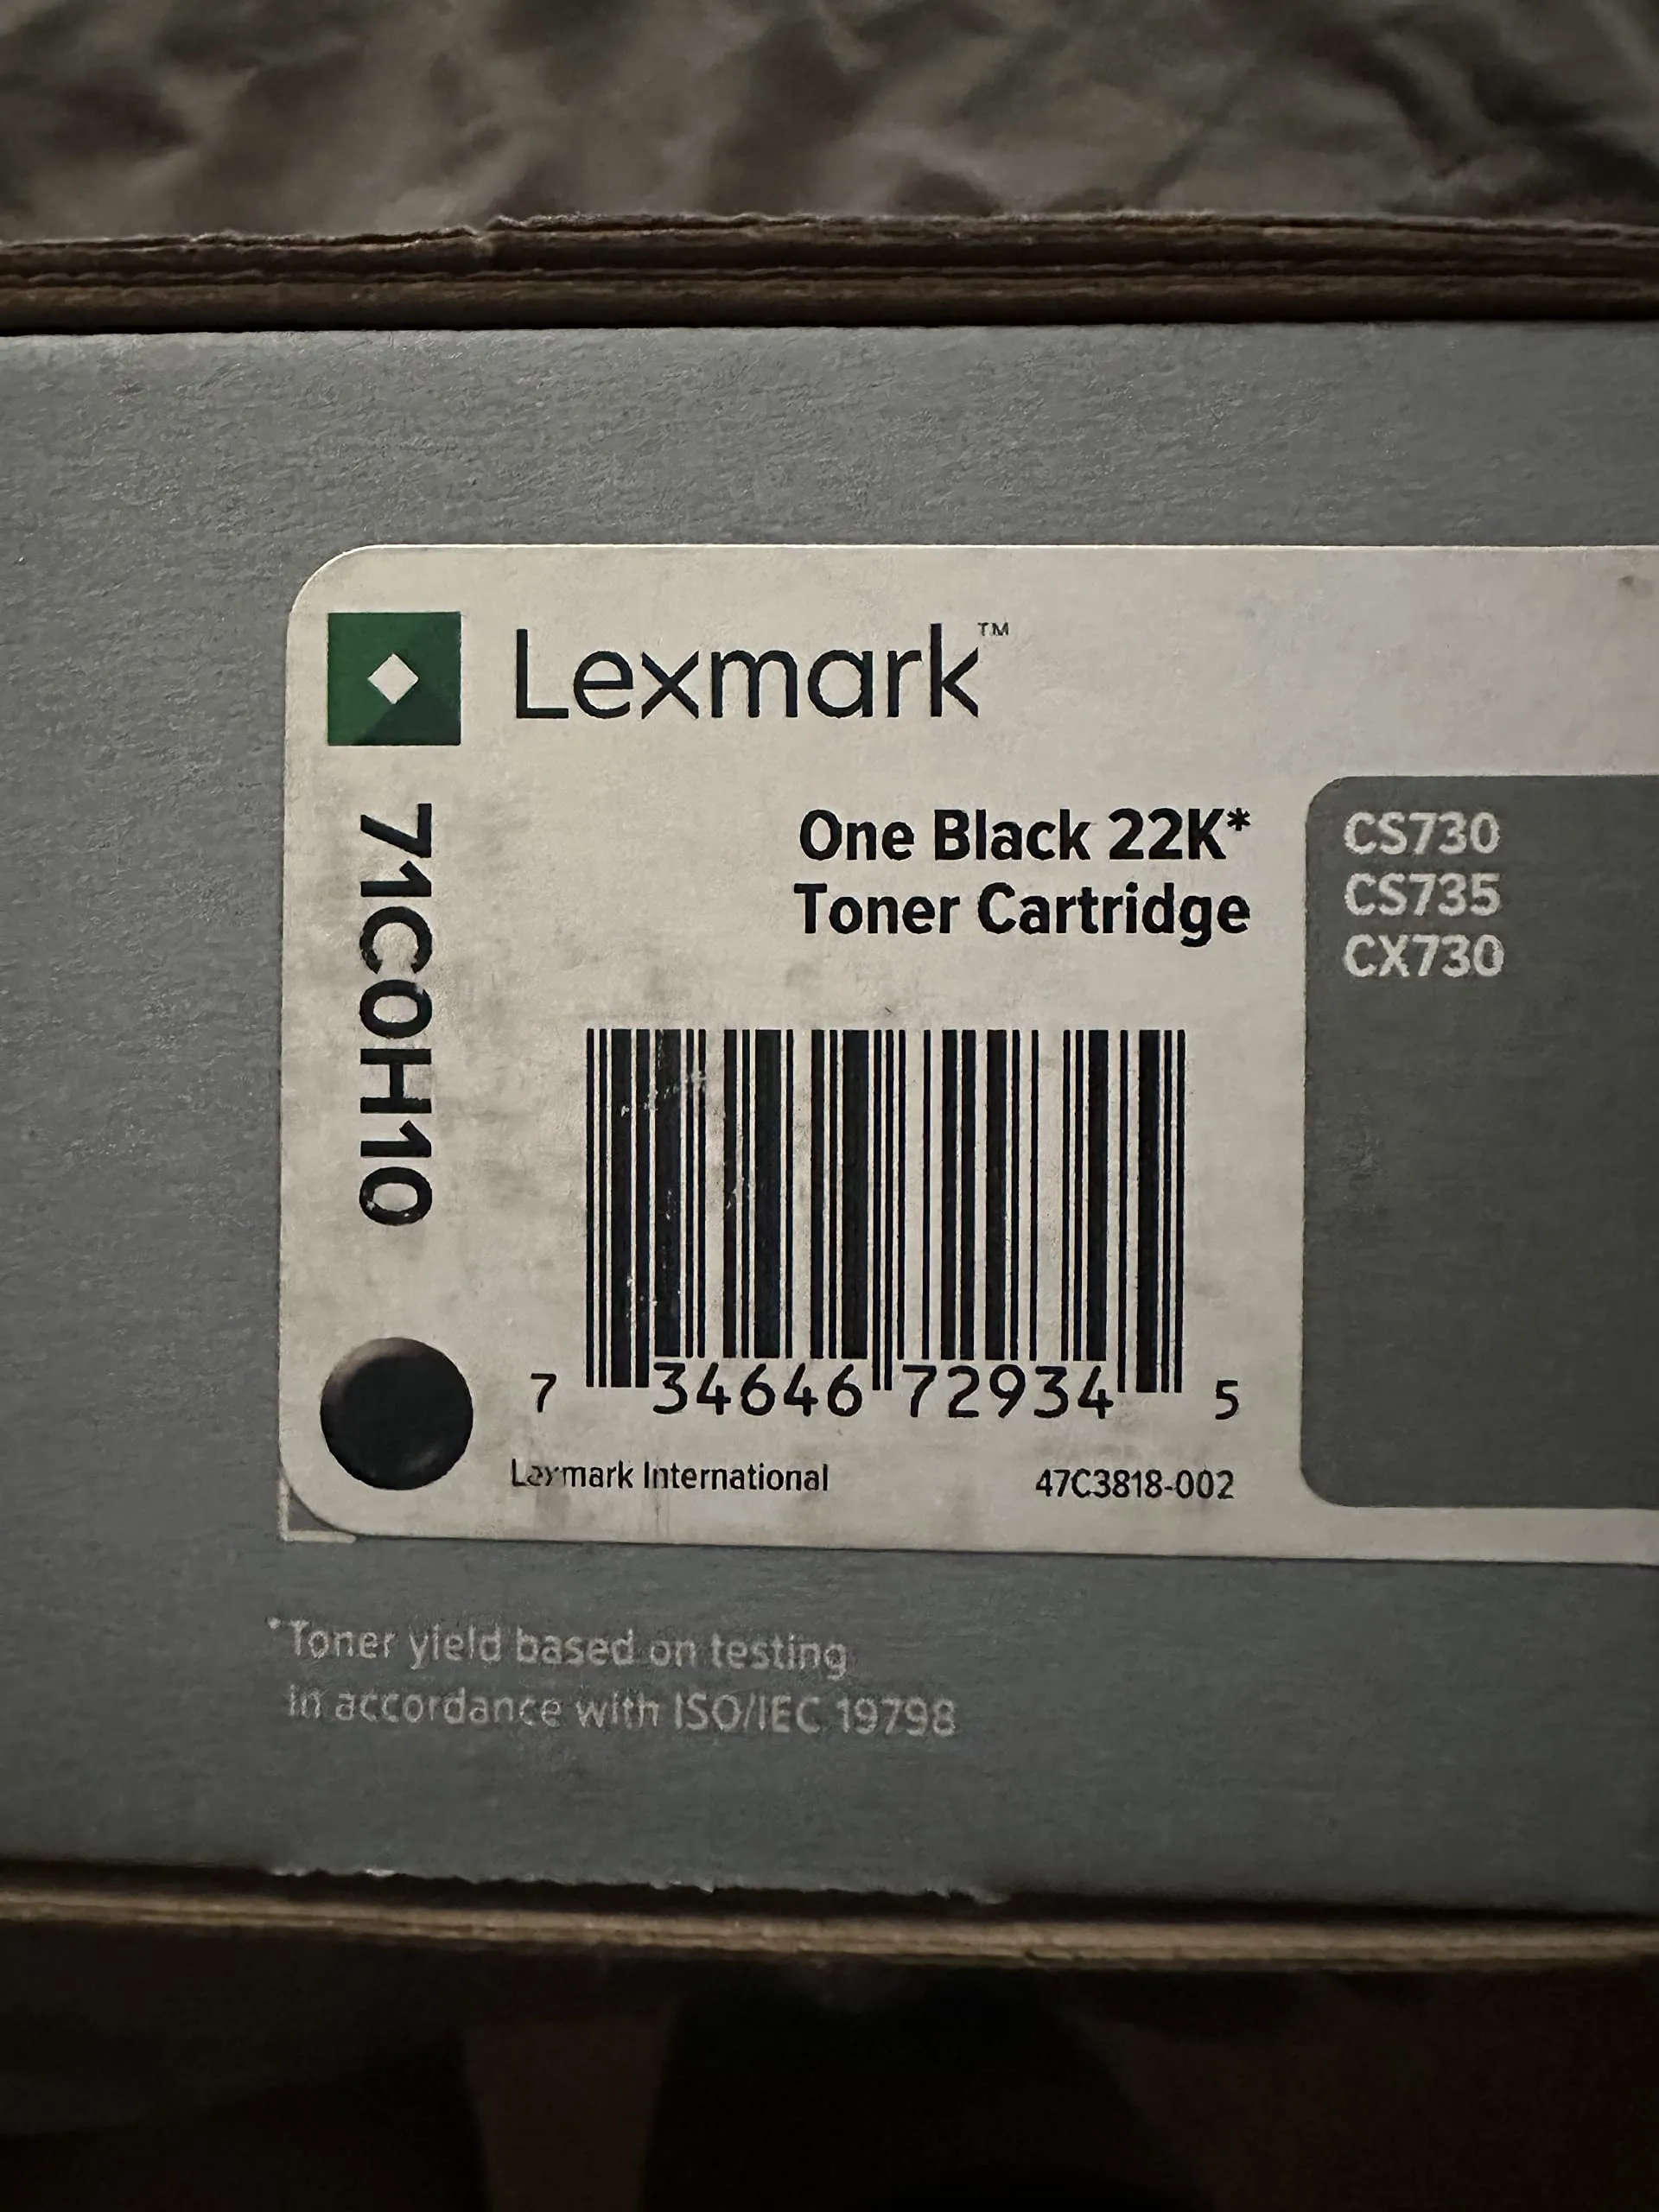 Lexmark™
71C0H10
One Black 22K*
Toner Cartridge
CS730
CS735
CX730
7 34646 72934 5
Lexmark International
47C3818-002
*Toner yield based on testing
in accordance with ISO/IEC 19798